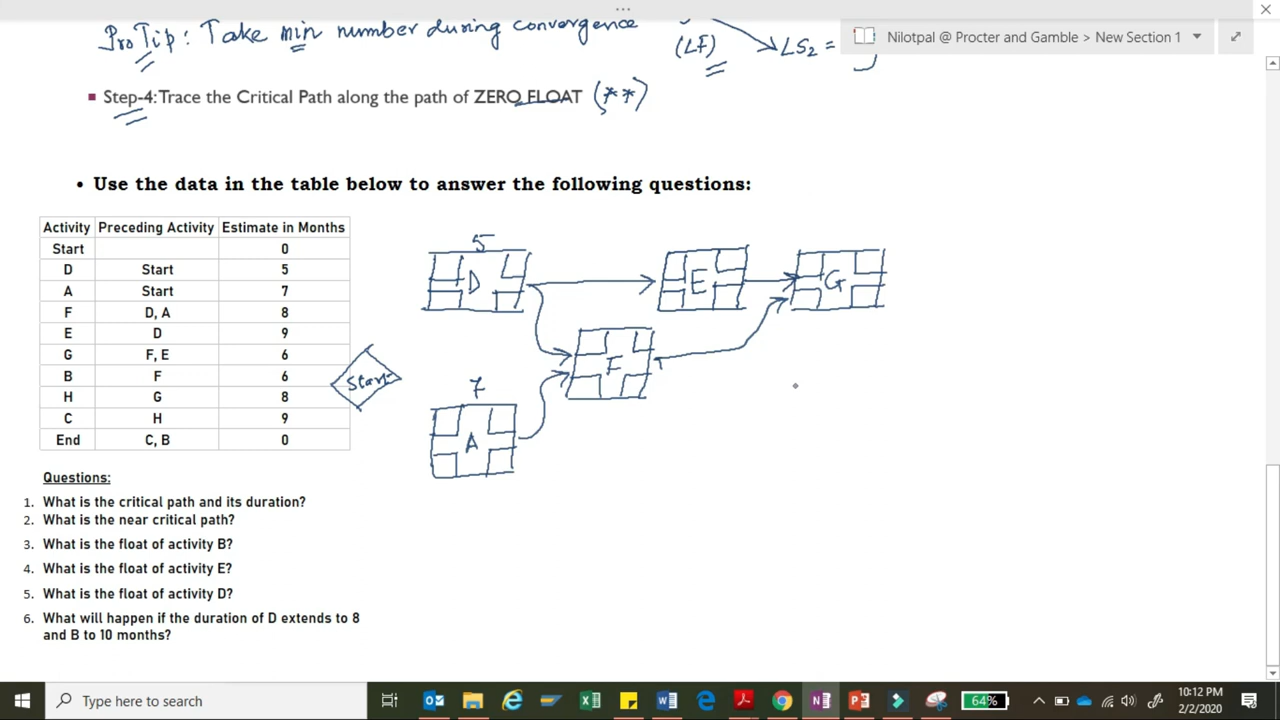 ProTip: Take min number during convergence
(LF)
LS2 =
Nilotpal @ Procter and Gamble > New Section 1
▪ Step-4: Trace the Critical Path along the path of ZERO FLOAT (**)
• Use the data in the table below to answer the following questions:
Activity Preceding Activity Estimate in Months
Start 0
D Start 5
A Start 7
F D, A 8
E D 9
G F, E 6
B F 6
H G 8
C H 9
End C, B 0
Start
5
D
E
G
F
7
A
Questions:
1. What is the critical path and its duration?
2. What is the near critical path?
3. What is the float of activity B?
4. What is the float of activity E?
5. What is the float of activity D?
6. What will happen if the duration of D extends to 8
and B to 10 months?
Type here to search
64%
10:12 PM
2/2/2020